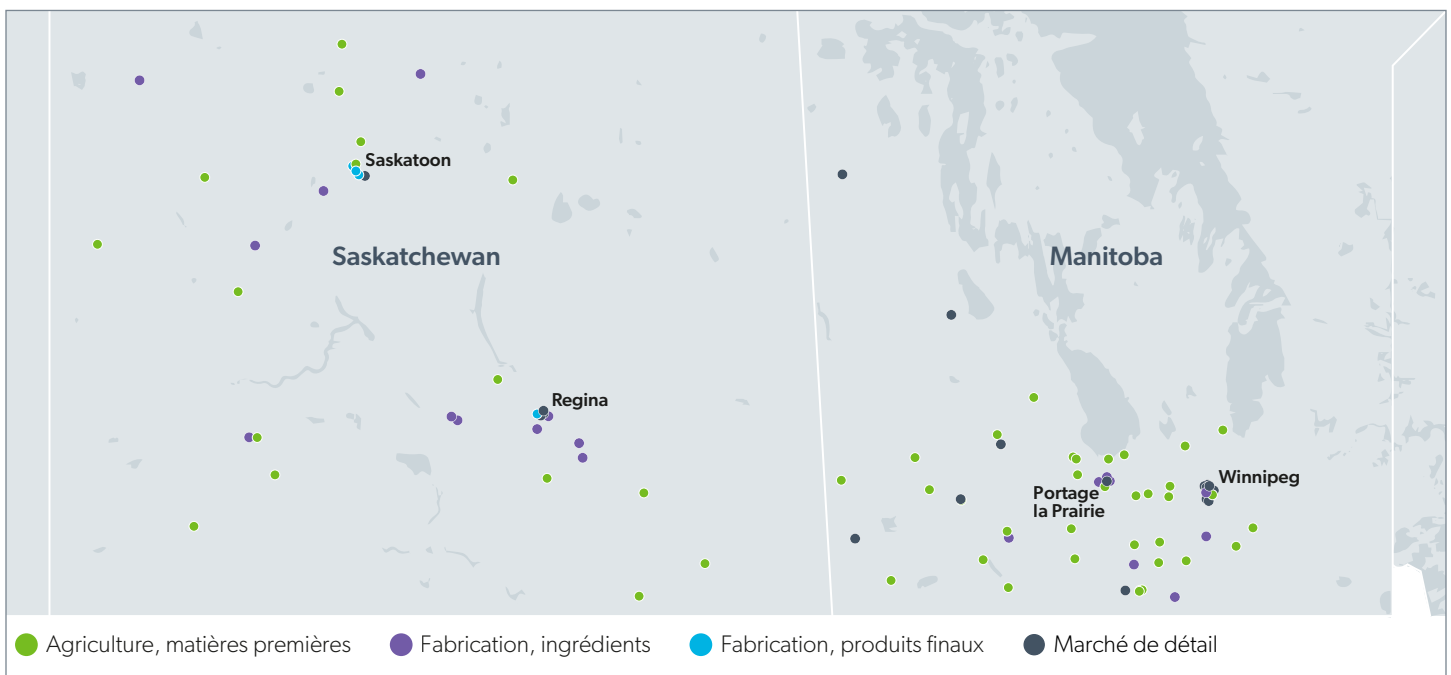 Saskatoon
Saskatchewan
Manitoba
Regina
Winnipeg
Portage
la Prairie
Agriculture, matières premières
Fabrication, ingrédients
Fabrication, produits finaux
Marché de détail